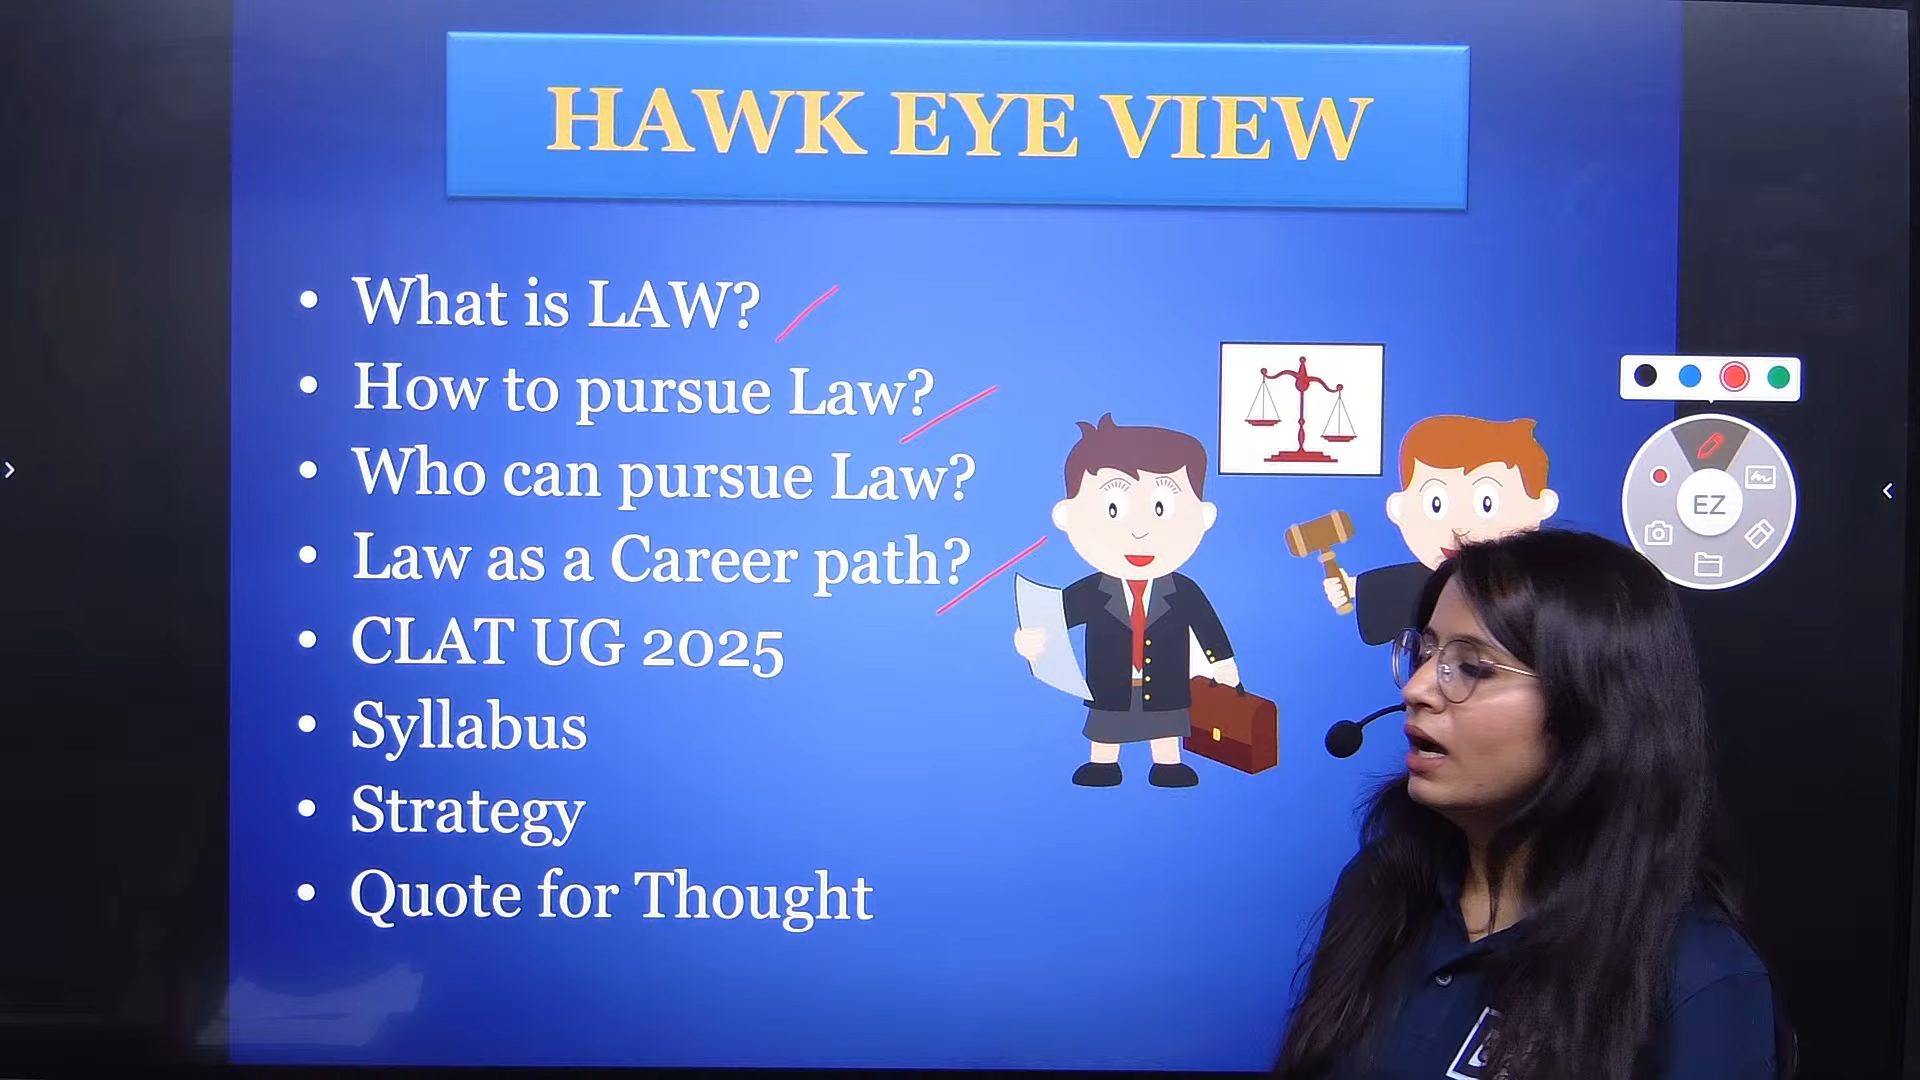 HAWK EYE VIEW
• What is LAW?
• How to pursue Law?
• Who can pursue Law?
• Law as a Career path?
• CLAT UG 2025
• Syllabus
• Strategy
• Quote for Thought
EZ